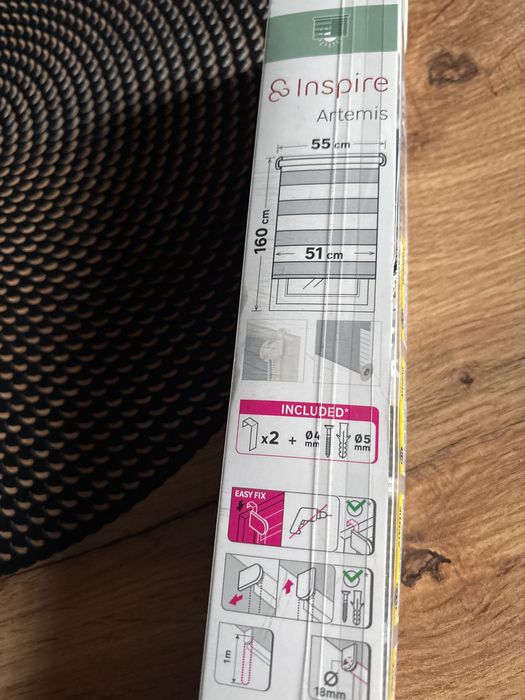 Inspire
Artemis
55 cm
160 cm
51 cm
INCLUDED*
x2 + Ø4 mm Ø5 mm
EASY FIX
1m
Ø
18mm